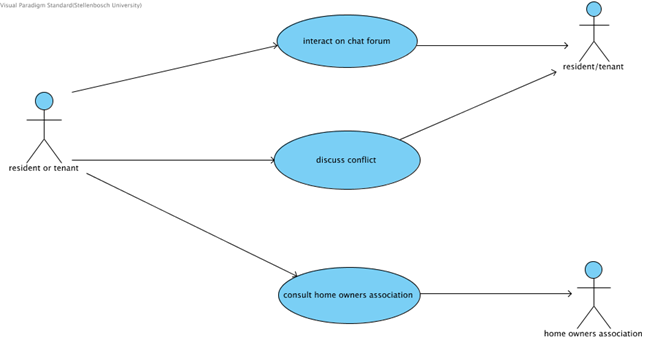 Visual Paradigm Standard(Stellenbosch University)
interact on chat forum
resident/tenant
resident or tenant
discuss conflict
consult home owners association
home owners association